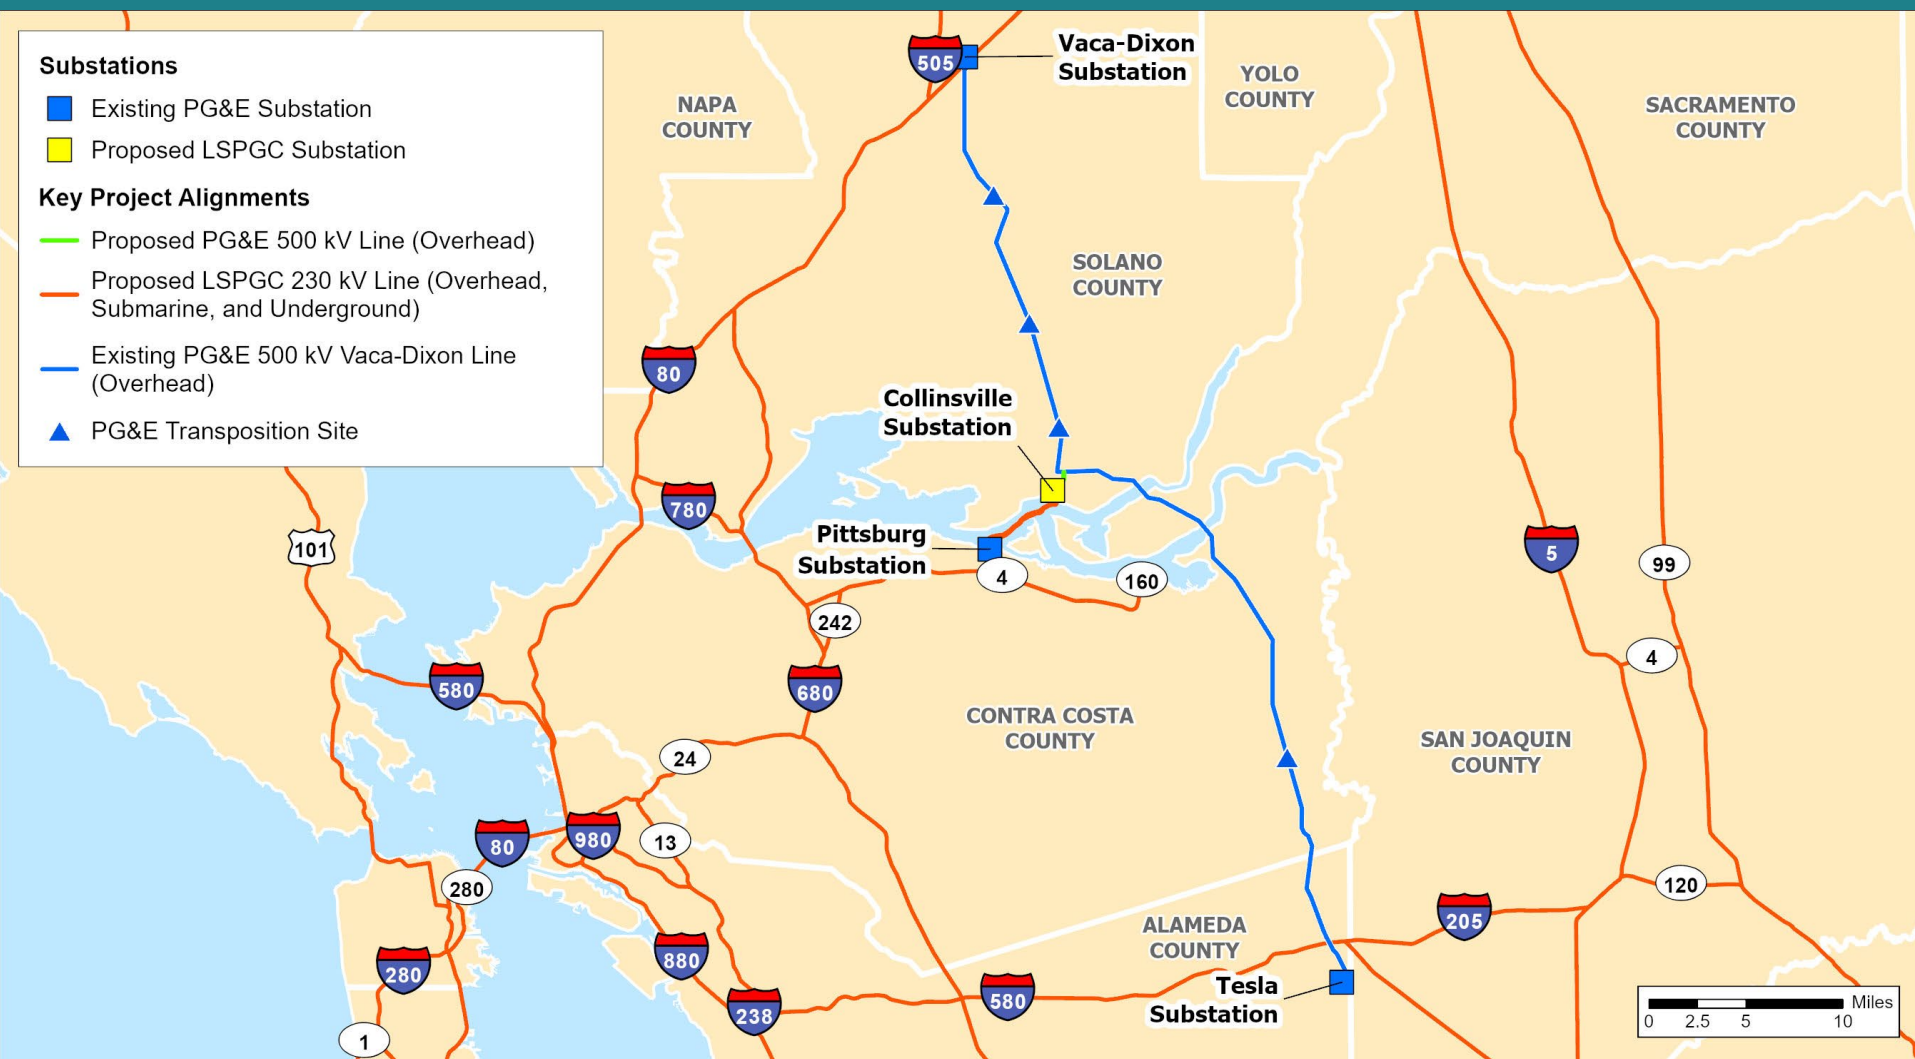 Substations
Existing PG&E Substation
Proposed LSPGC Substation
Key Project Alignments
Proposed PG&E 500 kV Line (Overhead)
Proposed LSPGC 230 kV Line (Overhead,
Submarine, and Underground)
Existing PG&E 500 kV Vaca-Dixon Line
(Overhead)
PG&E Transposition Site
505
Vaca-Dixon
Substation
NAPA
COUNTY
YOLO
COUNTY
SACRAMENTO
COUNTY
SOLANO
COUNTY
80
Collinsville
Substation
780
101
Pittsburg
Substation
4
160
242
5
99
4
580
680
CONTRA COSTA
COUNTY
SAN JOAQUIN
COUNTY
24
80
980
13
280
120
205
ALAMEDA
COUNTY
880
280
238
580
Tesla
Substation
1
Miles
0 2.5 5 10